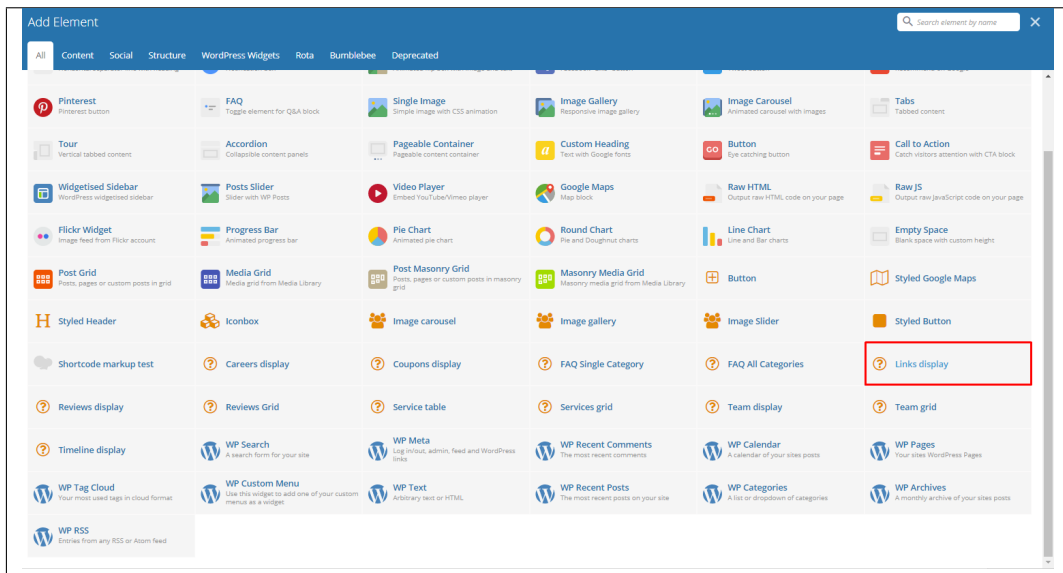 Add Element
Search element by name
All Content Social Structure WordPress Widgets Rota Bumblebee Deprecated
Pinterest
Pinterest button
FAQ
Toggle element for Q&A block
Single Image
Simple image with CSS animation
Image Gallery
Responsive image gallery
Image Carousel
Animated carousel with images
Tabs
Tabbed content
Tour
Vertical tabbed content
Accordion
Collapsible content panels
Pageable Container
Pageable content container
Custom Heading
Text with Google fonts
GO
Button
Eye catching button
Call to Action
Catch visitors attention with CTA block
Widgetised Sidebar
WordPress widgetised sidebar
Posts Slider
Slider with WP Posts
Video Player
Embed YouTube/Vimeo player
Google Maps
Map block
Raw HTML
Output raw HTML code on your page
Raw JS
Output raw JavaScript code on your page
Flickr Widget
Image feed from Flickr account
Progress Bar
Animated progress bar
Pie Chart
Animated pie chart
Round Chart
Pie and Doughnut charts
Line Chart
Line and Bar charts
Empty Space
Blank space with custom height
Post Grid
Posts, pages or custom posts in grid
Media Grid
Media grid from Media Library
Post Masonry Grid
Posts, pages or custom posts in masonry
grid
Masonry Media Grid
Masonry media grid from Media Library
Button
Styled Google Maps
H Styled Header
Iconbox
Image carousel
Image gallery
Image Slider
Styled Button
Shortcode markup test
Careers display
Coupons display
FAQ Single Category
FAQ All Categories
Links display
Reviews display
Reviews Grid
Service table
Services grid
Team display
Team grid
Timeline display
WP Search
A search form for your site
WP Meta
Log in/out, admin, feed and WordPress
links
WP Recent Comments
The most recent comments
WP Calendar
A calendar of your sites posts
WP Pages
Your sites WordPress Pages
WP Tag Cloud
Your most used tags in cloud format
WP Custom Menu
Use this widget to add one of your custom
menus as a widget
WP Text
Arbitrary text or HTML
WP Recent Posts
The most recent posts on your site
WP Categories
A list or dropdown of categories
WP Archives
A monthly archive of your sites posts
WP RSS
Entries from any RSS or Atom feed